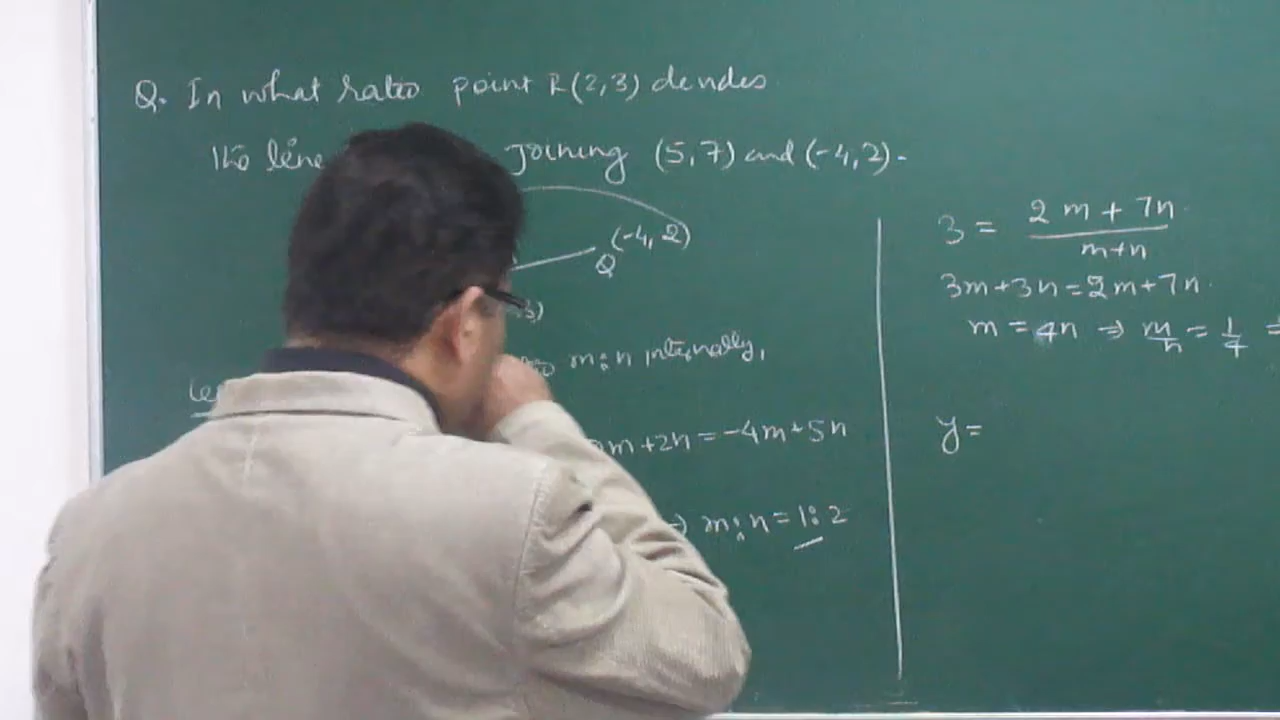 Q. In what ratio point R(2,3) divides
the line joining (5,7) and (-4,2).
(-4, 2)
Q
3)
m:n internally,
m+2n=-4m+5n
⇒ m:n=1:2
3= 2m+7n
m+n
3m+3n=2m+7n
m=4n ⇒ m/n = 1/4 =
y=